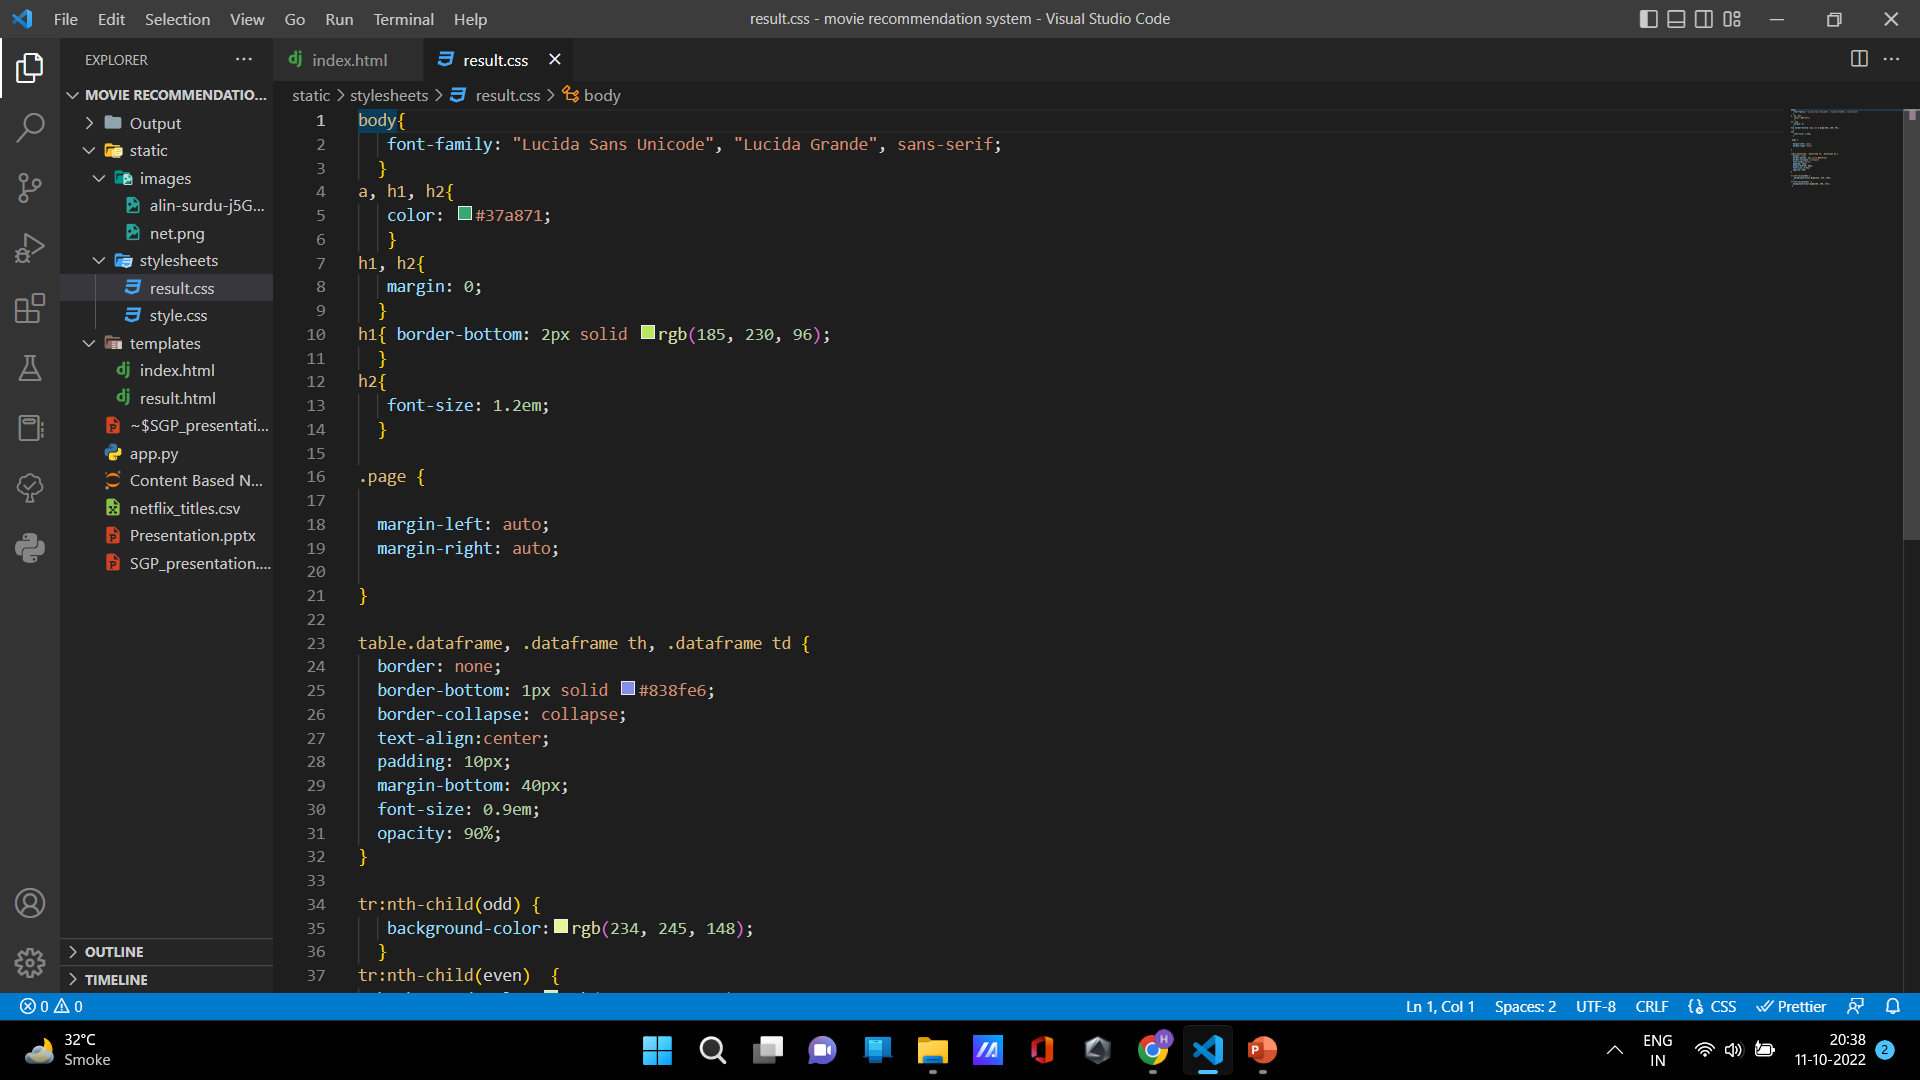 File Edit Selection View Go Run Terminal Help
result.css - movie recommendation system - Visual Studio Code
EXPLORER
MOVIE RECOMMENDATIO...
Output
static
images
alin-surdu-j5G...
net.png
stylesheets
result.css
style.css
templates
index.html
result.html
~$SGP_presentati...
app.py
Content Based N...
netflix_titles.csv
Presentation.pptx
SGP_presentation....
OUTLINE
TIMELINE
index.html
result.css
static > stylesheets > result.css > body
1 body{
2 font-family: "Lucida Sans Unicode", "Lucida Grande", sans-serif;
3 }
4 a, h1, h2{
5 color: #37a871;
6 }
7 h1, h2{
8 margin: 0;
9 }
10 h1{ border-bottom: 2px solid rgb(185, 230, 96);
11 }
12 h2{
13 font-size: 1.2em;
14 }
15
16 .page {
17
18 margin-left: auto;
19 margin-right: auto;
20
21 }
22
23 table.dataframe, .dataframe th, .dataframe td {
24 border: none;
25 border-bottom: 1px solid #838fe6;
26 border-collapse: collapse;
27 text-align:center;
28 padding: 10px;
29 margin-bottom: 40px;
30 font-size: 0.9em;
31 opacity: 90%;
32 }
33
34 tr:nth-child(odd) {
35 background-color: rgb(234, 245, 148);
36 }
37 tr:nth-child(even) {
0 0
Ln 1, Col 1 Spaces: 2 UTF-8 CRLF CSS Prettier
32°C
Smoke
H
ENG
IN
20:38
11-10-2022
2